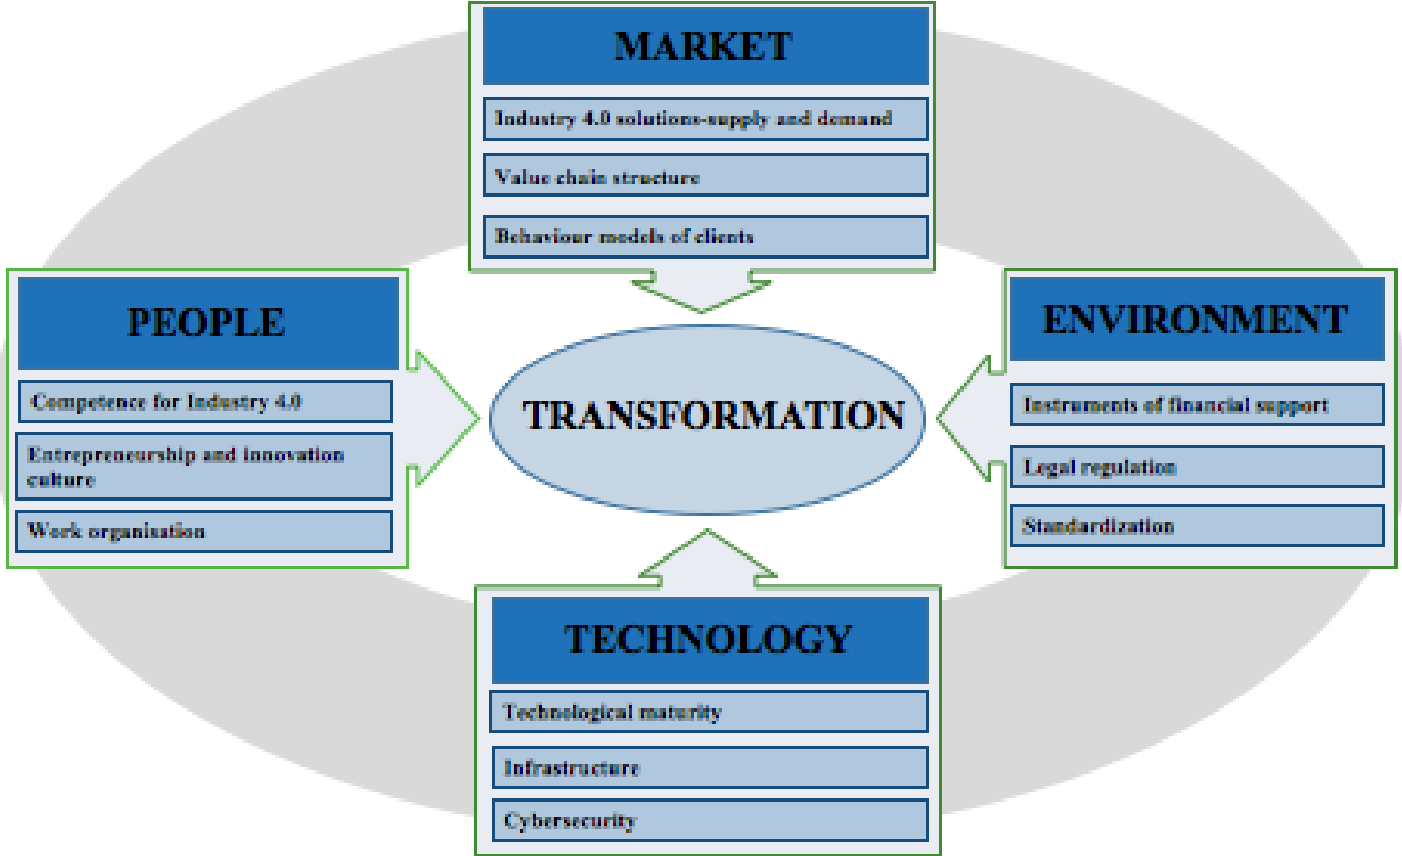 MARKET
Industry 4.0 solutions-supply and demand
Value chain structure
Behaviour models of clients
PEOPLE
Competence for Industry 4.0
Entrepreneurship and innovation
culture
Work organisation
TRANSFORMATION
ENVIRONMENT
Instruments of financial support
Legal regulation
Standardization
TECHNOLOGY
Technological maturity
Infrastructure
Cybersecurity